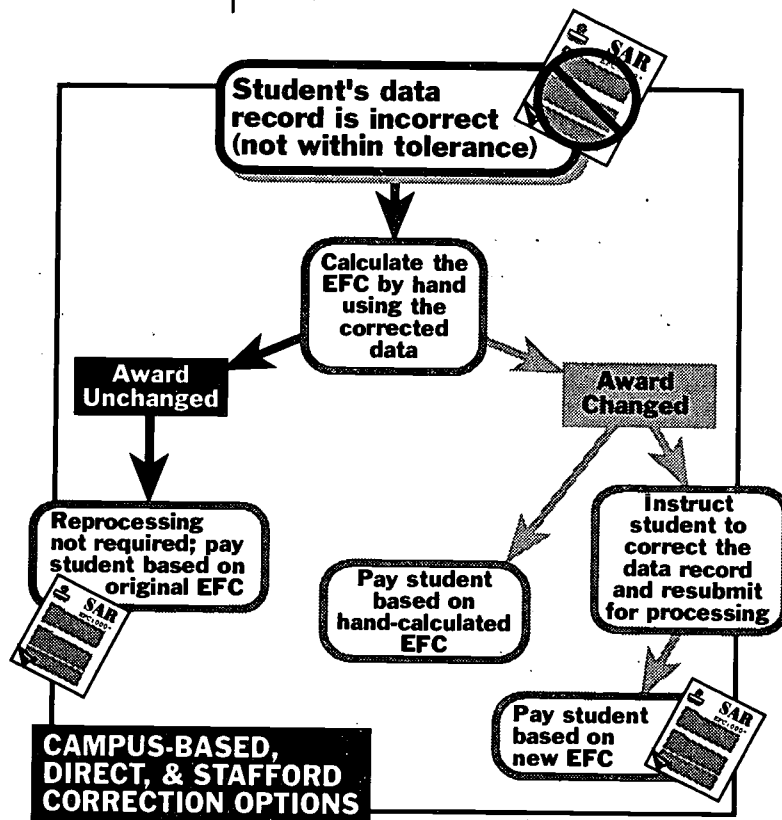 SAR
Student's data
record is incorrect
(not within tolerance)
Calculate the
EFC by hand
using the
corrected
data
Award
Unchanged
Award
Changed
Reprocessing
not required; pay
student based on
original EFC
SAR
Pay student
based on
hand-calculated
EFC
Instruct
student to
correct the
data record
and resubmit
for processing
Pay student
based on
new EFC
SAR
CAMPUS-BASED,
DIRECT, & STAFFORD
CORRECTION OPTIONS